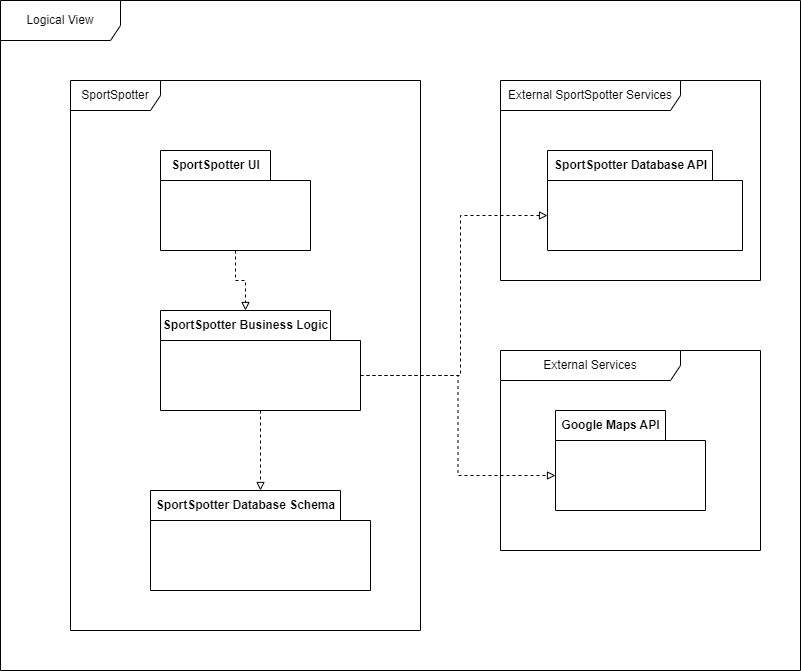 Logical View
SportSpotter
External SportSpotter Services
SportSpotter UI
SportSpotter Database API
SportSpotter Business Logic
External Services
Google Maps API
SportSpotter Database Schema